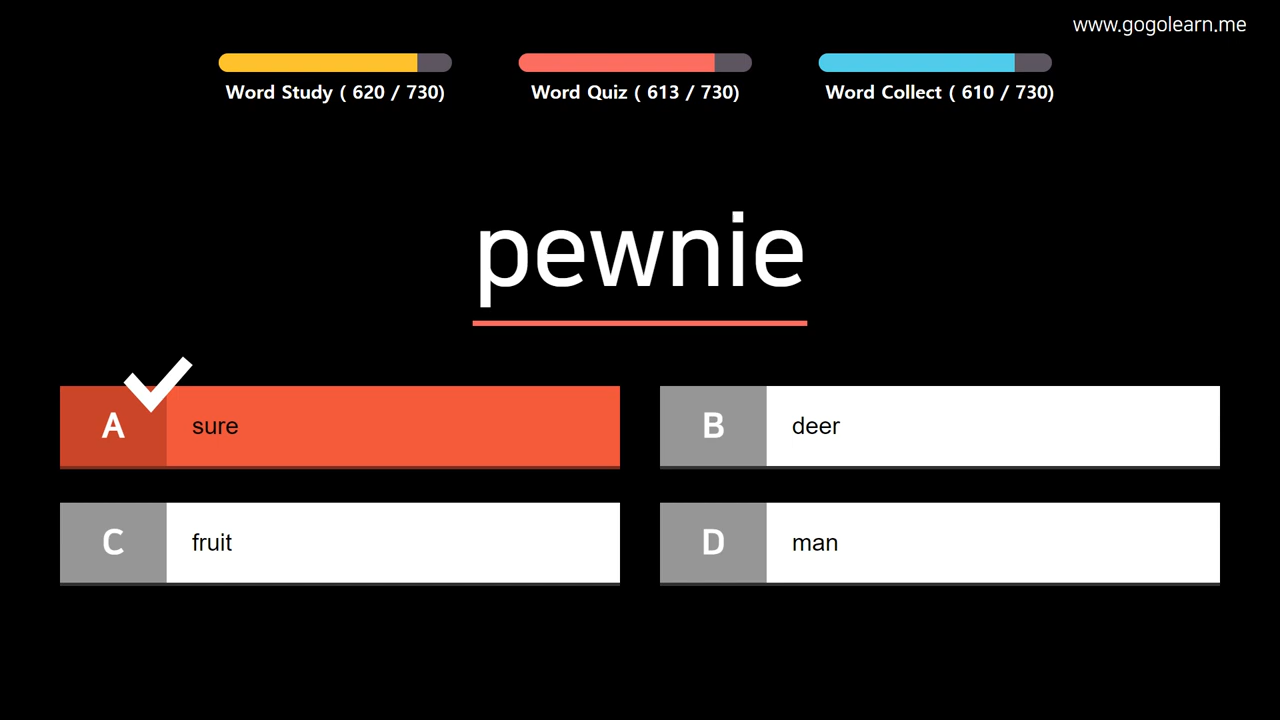 www.gogolearn.me
Word Study ( 620 / 730)
Word Quiz ( 613 / 730)
Word Collect ( 610 / 730)
pewnie
A sure
B deer
C fruit
D man